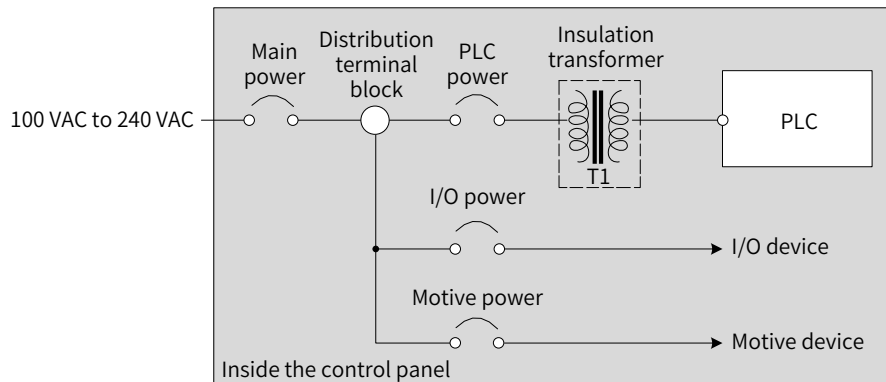 Main
power
Distribution
terminal
block
PLC
power
Insulation
transformer
100 VAC to 240 VAC
PLC
T1
I/O power
I/O device
Motive power
Motive device
Inside the control panel